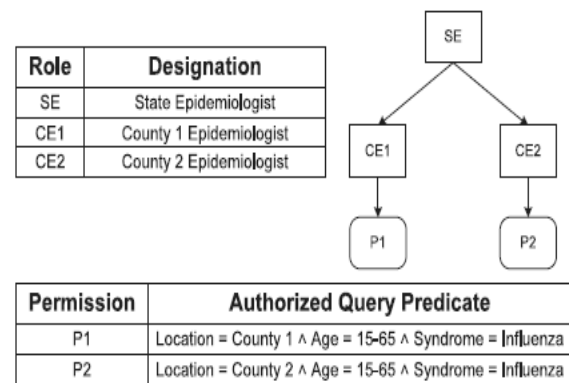 SE
Role Designation
SE State Epidemiologist
CE1 County 1 Epidemiologist
CE2 County 2 Epidemiologist
CE1 CE2
P1 P2
Permission Authorized Query Predicate
P1 Location = County 1 ∧ Age = 15-65 ∧ Syndrome = Influenza
P2 Location = County 2 ∧ Age = 15-65 ∧ Syndrome = Influenza